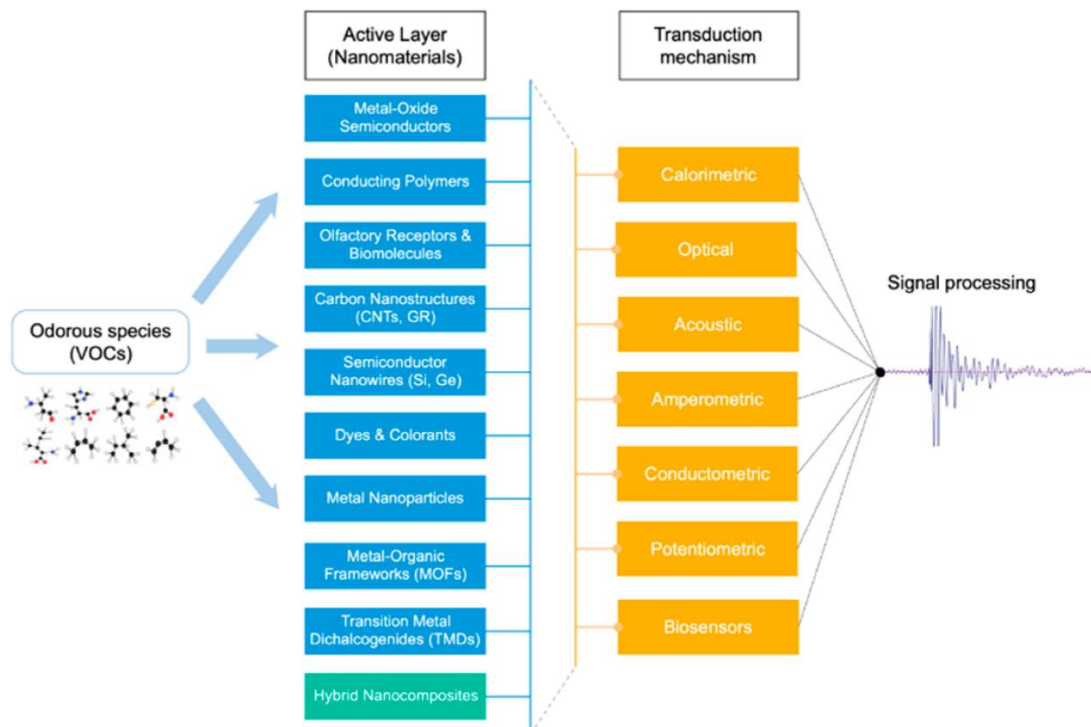 Active Layer
(Nanomaterials)
Transduction
mechanism
Metal-Oxide
Semiconductors
Conducting Polymers
Olfactory Receptors &
Biomolecules
Carbon Nanostructures
(CNTs, GR)
Semiconductor
Nanowires (Si, Ge)
Dyes & Colorants
Metal Nanoparticles
Metal-Organic
Frameworks (MOFs)
Transition Metal
Dichalcogenides (TMDs)
Hybrid Nanocomposites
Odorous species
(VOCs)
Calorimetric
Optical
Acoustic
Amperometric
Conductometric
Potentiometric
Biosensors
Signal processing